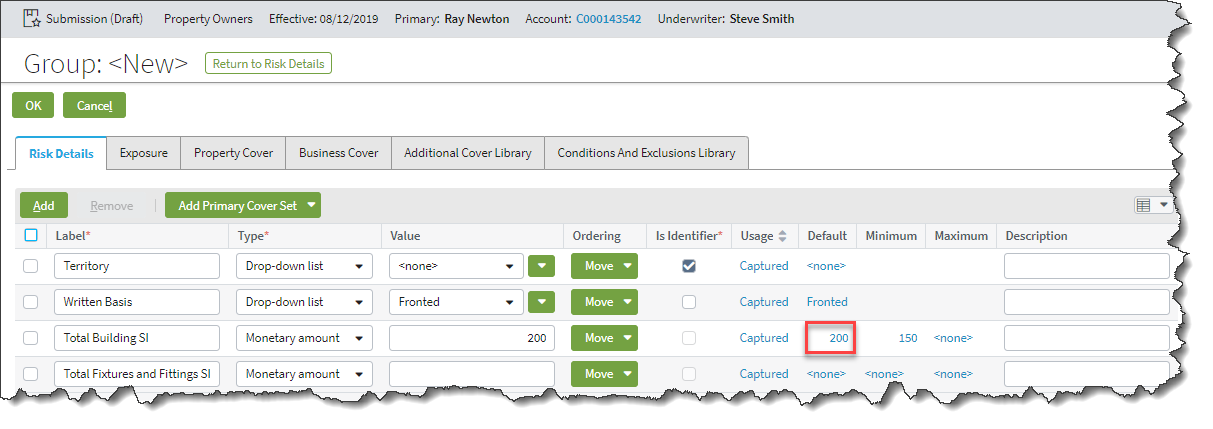 Submission (Draft) Property Owners Effective: 08/12/2019 Primary: Ray Newton Account: C000143542 Underwriter: Steve Smith
Group: <New> Return to Risk Details
OK Cancel
Risk Details Exposure Property Cover Business Cover Additional Cover Library Conditions And Exclusions Library
Add Remove Add Primary Cover Set
Label* Type* Value Ordering Is Identifier* Usage Default Minimum Maximum Description
Territory Drop-down list <none> Move Captured <none>
Written Basis Drop-down list Fronted Move Captured Fronted
Total Building SI Monetary amount 200 Move Captured 200 150 <none>
Total Fixtures and Fittings SI Monetary amount Move Captured <none> <none> <none>